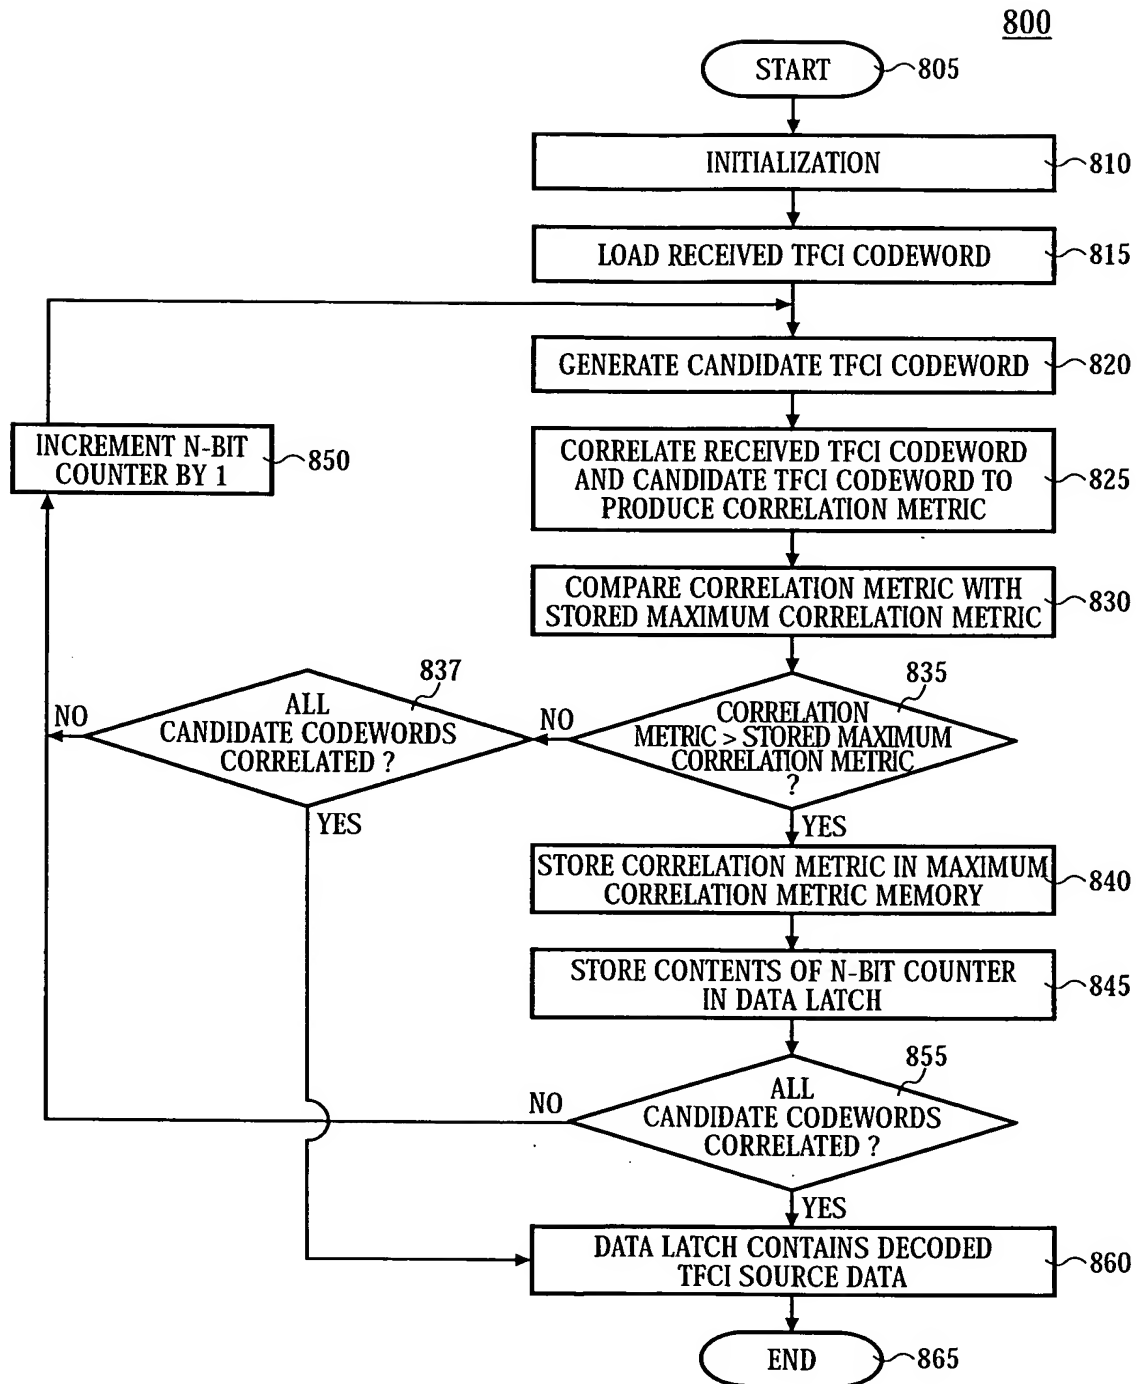 800
START
805
INITIALIZATION
810
LOAD RECEIVED TFCI CODEWORD
815
GENERATE CANDIDATE TFCI CODEWORD
820
INCREMENT N-BIT
COUNTER BY 1
850
CORRELATE RECEIVED TFCI CODEWORD
AND CANDIDATE TFCI CODEWORD TO
PRODUCE CORRELATION METRIC
825
COMPARE CORRELATION METRIC WITH
STORED MAXIMUM CORRELATION METRIC
830
837
ALL
CANDIDATE CODEWORDS
CORRELATED ?
NO
YES
835
CORRELATION
METRIC > STORED MAXIMUM
CORRELATION METRIC
?
NO
YES
STORE CORRELATION METRIC IN MAXIMUM
CORRELATION METRIC MEMORY
840
STORE CONTENTS OF N-BIT COUNTER
IN DATA LATCH
845
855
ALL
CANDIDATE CODEWORDS
CORRELATED ?
NO
YES
DATA LATCH CONTAINS DECODED
TFCI SOURCE DATA
860
END
865